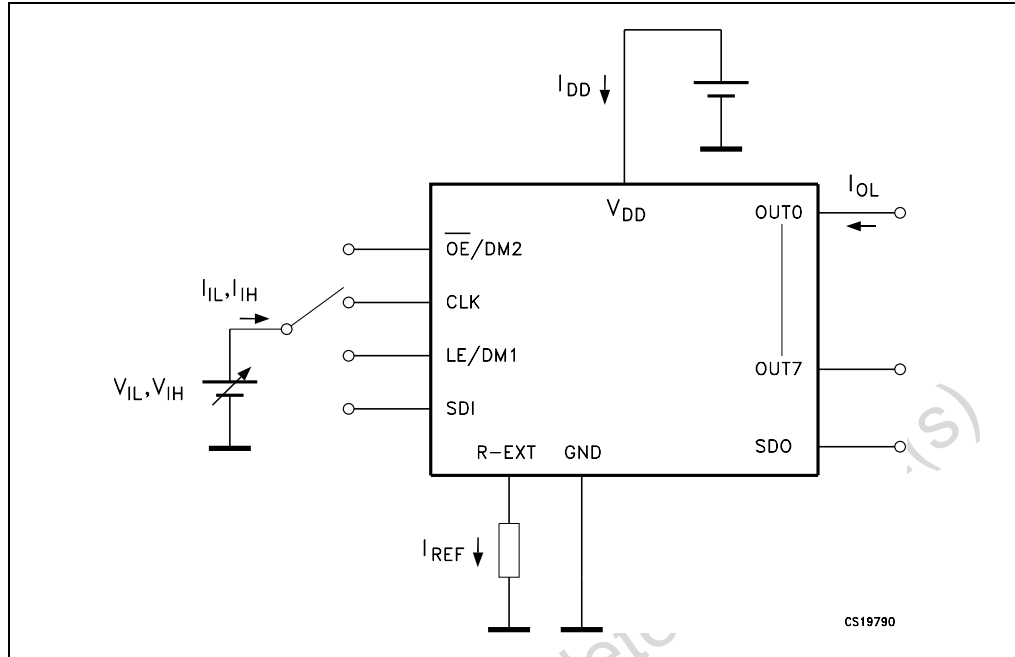 I_DD
V_DD
OUT0
I_OL
O̅E̅/DM2
I_IL,I_IH
CLK
LE/DM1
V_IL,V_IH
OUT7
SDI
SDO
R-EXT GND
I_REF
CS19790
(s)